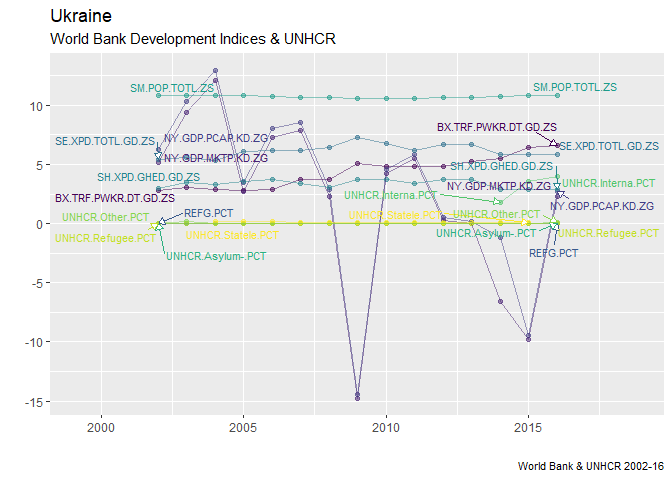 Ukraine
World Bank Development Indices & UNHCR
SM.POP.TOTL.ZS
SM.POP.TOTL.ZS
SE.XPD.TOTL.GD.ZS
NY.GDP.PCAP.KD.ZG
BX.TRF.PWKR.DT.GD.ZS
SE.XPD.TOTL.GD.ZS
NY.GDP.MKTP.KD.ZG
SH.XPD.GHED.GD.ZS
SH.XPD.GHED.GD.ZS
NY.GDP.MKTP.KD.ZG
UNHCR.Interna.PCT
BX.TRF.PWKR.DT.GD.ZS
UNHCR.Interna.PCT
NY.GDP.PCAP.KD.ZG
UNHCR.Other.PCT
REFG.PCT
UNHCR.Statele.PCT
UNHCR.Other.PCT
UNHCR.Refugee.PCT
UNHCR.Statele.PCT
UNHCR.Asylum-.PCT
UNHCR.Refugee.PCT
UNHCR.Asylum-.PCT
REFG.PCT
10
5
0
-5
-10
-15
2000
2005
2010
2015
World Bank & UNHCR 2002-16